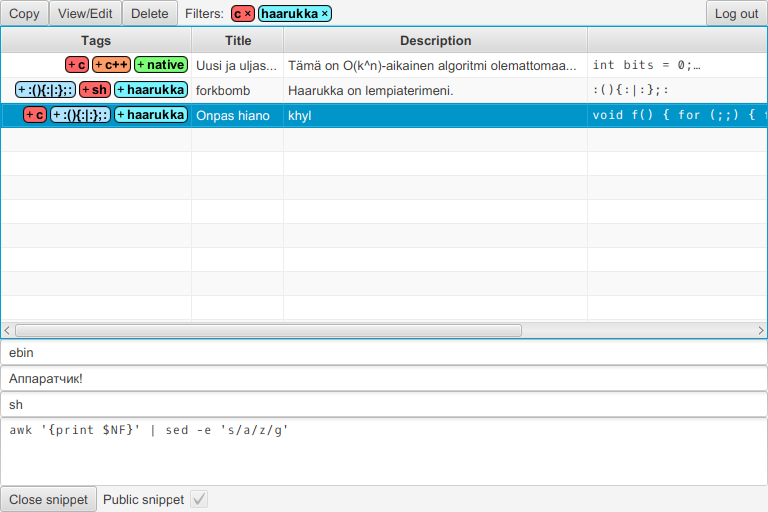 Copy View/Edit Delete Filters: c × haarukka × Log out
Tags Title Description
+ c + c++ + native Uusi ja uljas... Tämä on O(k^n)-aikainen algoritmi olemattomaa... int bits = 0;…
+ :(){:|:};: + sh + haarukka forkbomb Haarukka on lempiaterimeni. :(){:|:};:
+ c + :(){:|:};: + haarukka Onpas hiano khyl void f() { for (;;) {
ebin
Аппаратчик!
sh
awk '{print $NF}' | sed -e 's/a/z/g'
Close snippet Public snippet